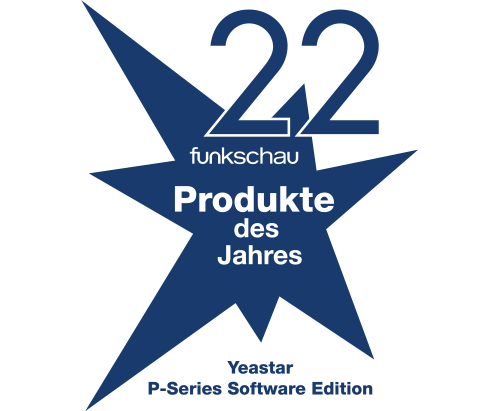 22
funkschau
Produkte
des
Jahres
Yeastar
P-Series Software Edition